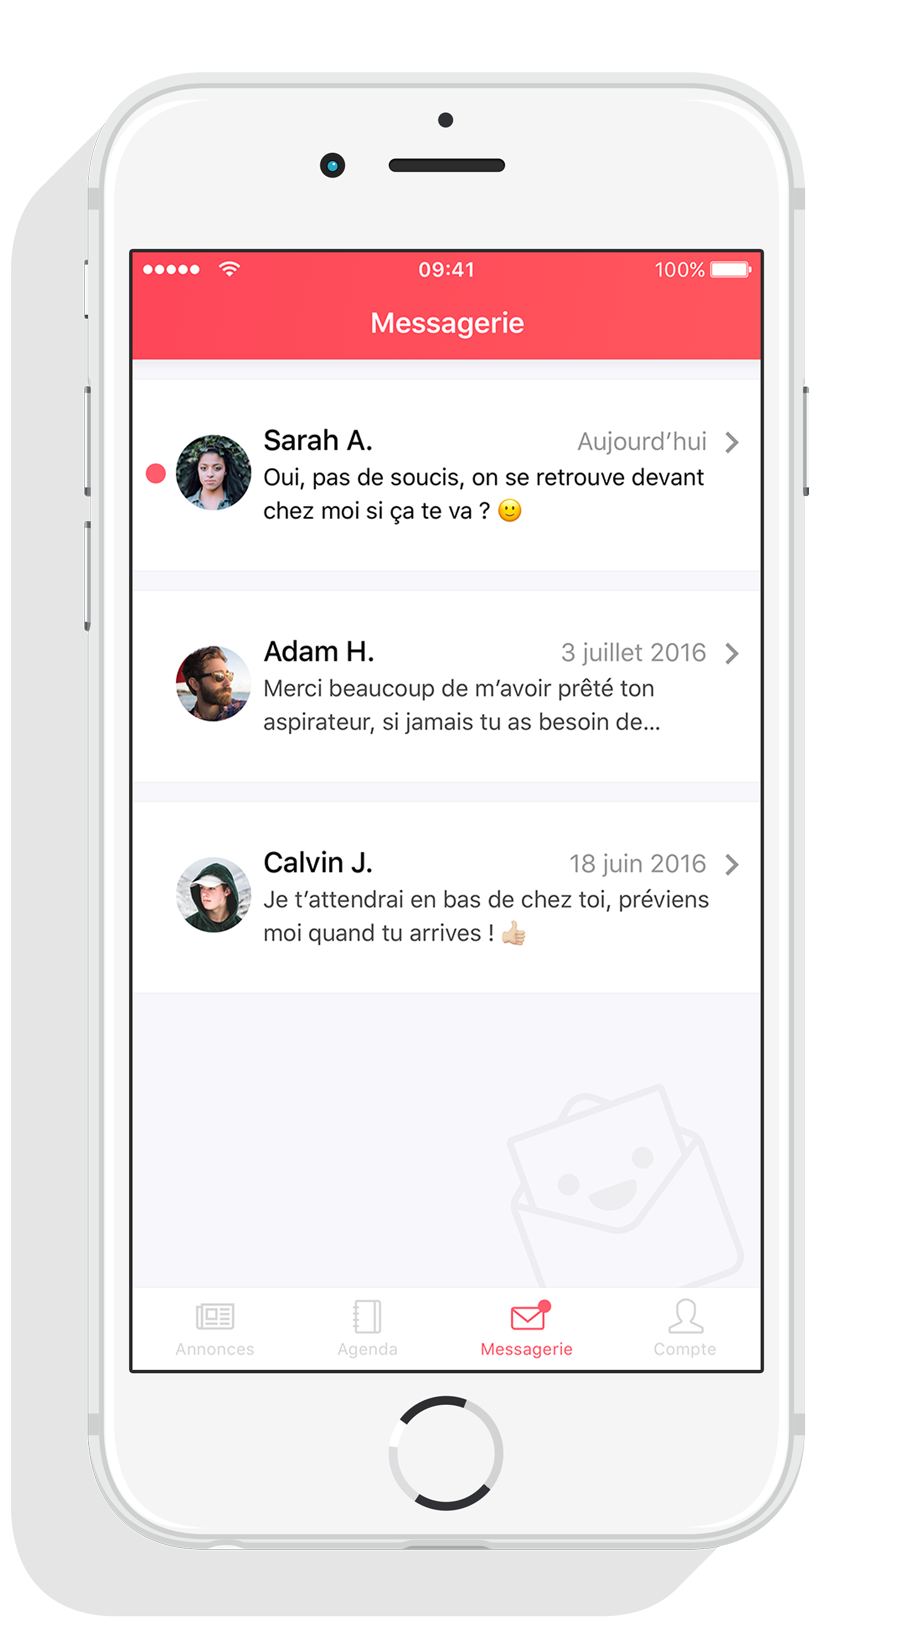 09:41
100%
Messagerie
Sarah A.
Aujourd’hui
Oui, pas de soucis, on se retrouve devant
chez moi si ça te va ? 🙂
Adam H.
3 juillet 2016
Merci beaucoup de m’avoir prêté ton
aspirateur, si jamais tu as besoin de...
Calvin J.
18 juin 2016
Je t’attendrai en bas de chez toi, préviens
moi quand tu arrives ! 👍🏼
Annonces
Agenda
Messagerie
Compte